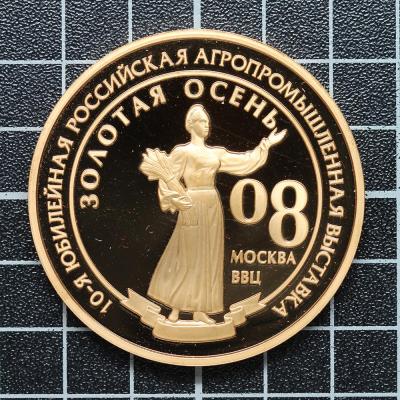 10-Я ЮБИЛЕЙНАЯ РОССИЙСКАЯ АГРОПРОМЫШЛЕННАЯ ВЫСТАВКА
ЗОЛОТАЯ ОСЕНЬ
08
МОСКВА
ВВЦ